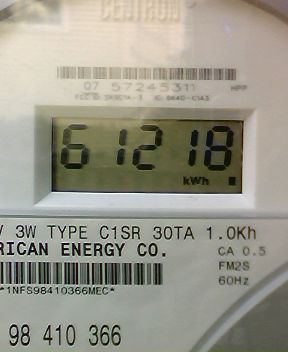 CENTRON
07 57245311 HPP
61218
kWh
V 3W TYPE C1SR 30TA 1.0Kh
RICAN ENERGY CO.
CA 0.5
FM2S
60Hz
*1NFS98410366MEC*
98 410 366